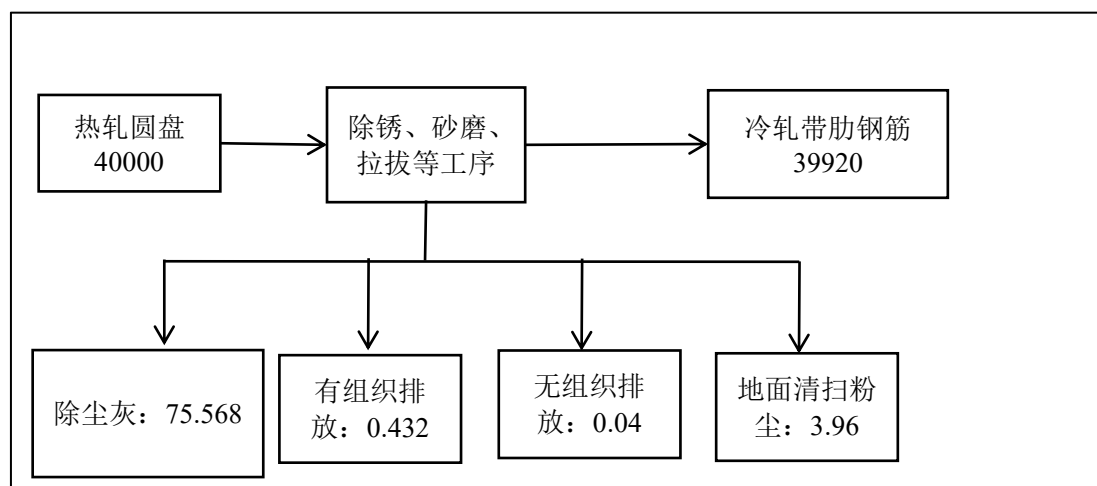 热轧圆盘
40000
除锈、砂磨、
拉拔等工序
冷轧带肋钢筋
39920
除尘灰：75.568
有组织排
放：0.432
无组织排
放：0.04
地面清扫粉
尘：3.96